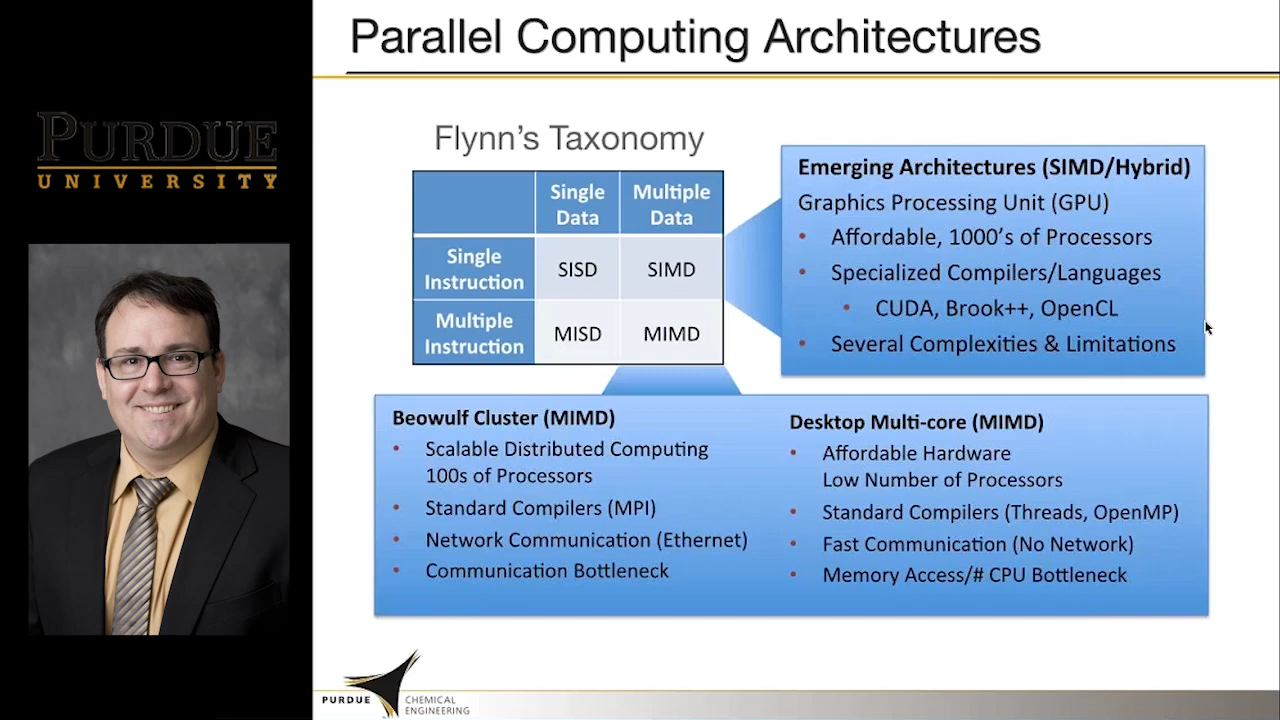 PURDUE
UNIVERSITY
Parallel Computing Architectures
Flynn’s Taxonomy
Single Data
Multiple Data
Single Instruction
SISD
SIMD
Multiple Instruction
MISD
MIMD
Emerging Architectures (SIMD/Hybrid)
Graphics Processing Unit (GPU)
• Affordable, 1000’s of Processors
• Specialized Compilers/Languages
• CUDA, Brook++, OpenCL
• Several Complexities & Limitations
Beowulf Cluster (MIMD)
• Scalable Distributed Computing
100s of Processors
• Standard Compilers (MPI)
• Network Communication (Ethernet)
• Communication Bottleneck
Desktop Multi-core (MIMD)
• Affordable Hardware
Low Number of Processors
• Standard Compilers (Threads, OpenMP)
• Fast Communication (No Network)
• Memory Access/# CPU Bottleneck
PURDUE
CHEMICAL
ENGINEERING